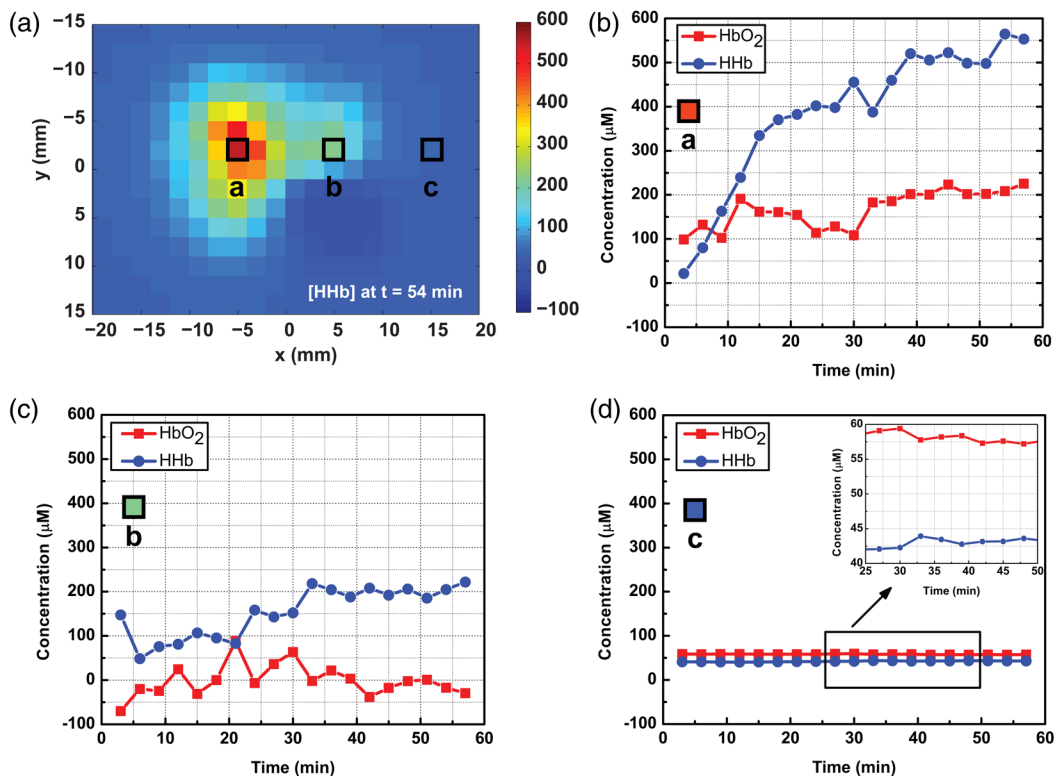 (a)
−15
−10
−5
0
5
10
15
y (mm)
a
b
c
[HHb] at t = 54 min
−20
−15
−10
−5
0
5
10
15
20
x (mm)
600
500
400
300
200
100
0
−100
(b)
600
500
400
300
200
100
0
-100
Concentration (μM)
HbO2
HHb
a
0
10
20
30
40
50
60
Time (min)
(c)
600
500
400
300
200
100
0
-100
Concentration (μM)
HbO2
HHb
b
0
10
20
30
40
50
60
Time (min)
(d)
600
500
400
300
200
100
0
-100
Concentration (μM)
HbO2
HHb
c
60
55
50
45
40
Concentration (μM)
25
30
35
40
45
50
Time (min)
0
10
20
30
40
50
60
Time (min)